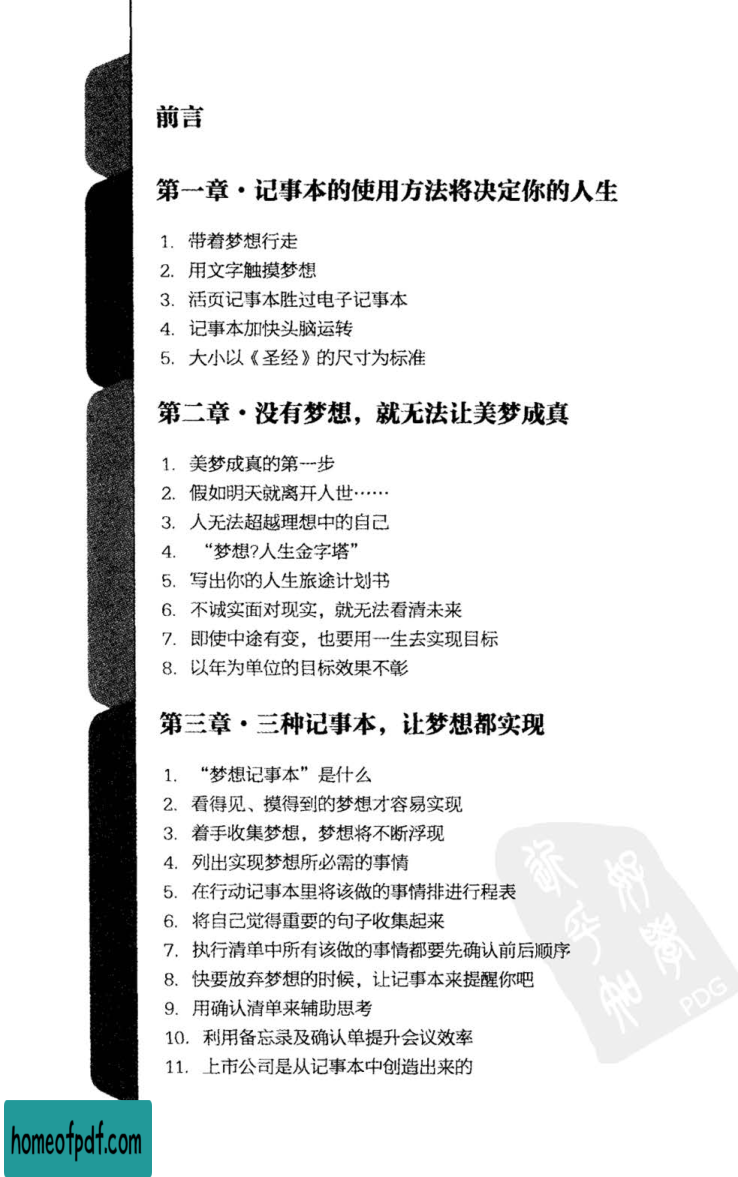 前言
第一章·记事本的使用方法将决定你的人生
1. 带着梦想行走
2. 用文字触摸梦想
3. 活页记事本胜过电子记事本
4. 记事本加快头脑运转
5. 大小以《圣经》的尺寸为标准
第二章·没有梦想，就无法让美梦成真
1. 美梦成真的第一步
2. 假如明天就离开人世……
3. 人无法超越理想中的自己
4. “梦想?人生金字塔”
5. 写出你的人生旅途计划书
6. 不诚实面对现实，就无法看清未来
7. 即使中途有变，也要用一生去实现目标
8. 以年为单位的目标效果不彰
第三章·三种记事本，让梦想都实现
1. “梦想记事本”是什么
2. 看得见、摸得到的梦想才容易实现
3. 着手收集梦想，梦想将不断浮现
4. 列出实现梦想所必需的事情
5. 在行动记事本里将该做的事情排进行程表
6. 将自己觉得重要的句子收集起来
7. 执行清单中所有该做的事情都要先确认前后顺序
8. 快要放弃梦想的时候，让记事本来提醒你吧
9. 用确认清单来辅助思考
10. 利用备忘录及确认单提升会议效率
11. 上市公司是从记事本中创造出来的
PDG
homeofpdf.com